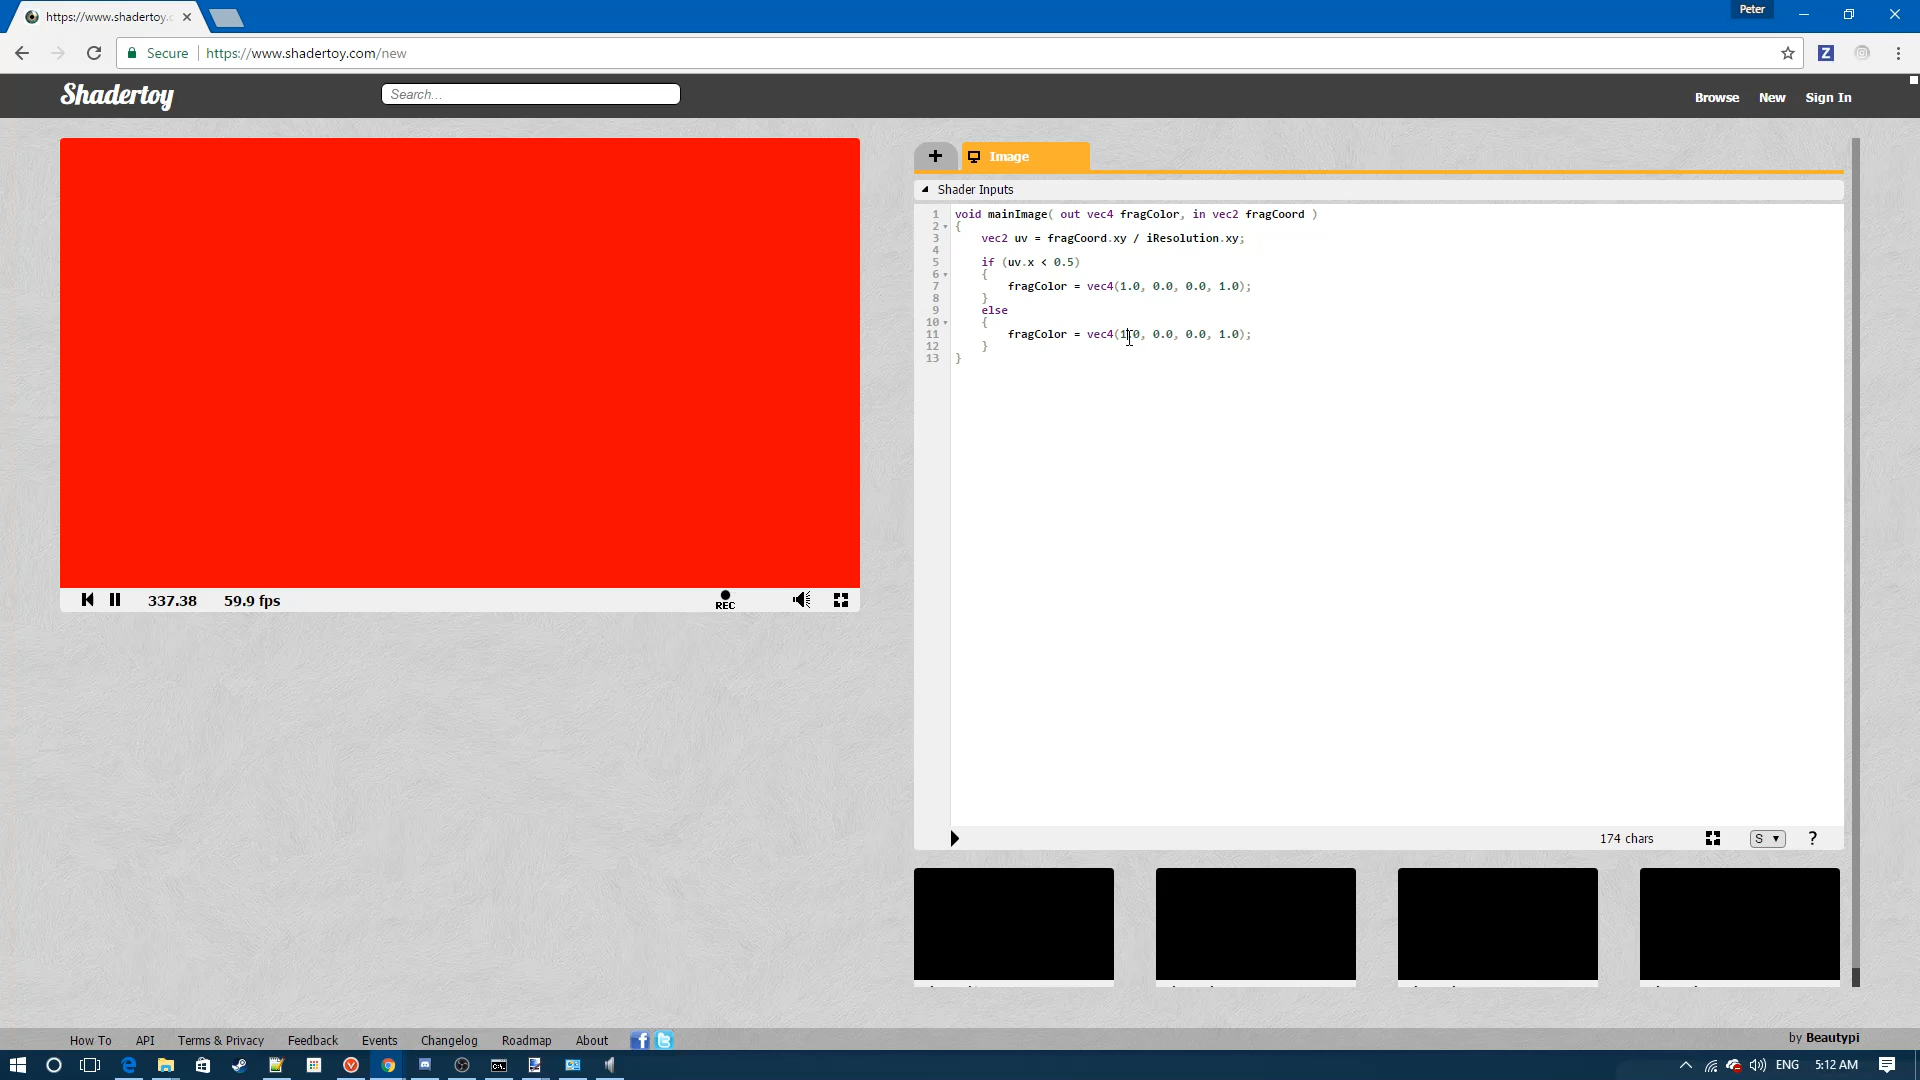 https://www.shadertoy.c
Peter
Secure https://www.shadertoy.com/new
Z
Shadertoy
Search...
Browse New Sign In
+ Image
Shader Inputs
1 void mainImage( out vec4 fragColor, in vec2 fragCoord )
2 {
3 vec2 uv = fragCoord.xy / iResolution.xy;
4
5 if (uv.x < 0.5)
6 {
7 fragColor = vec4(1.0, 0.0, 0.0, 1.0);
8 }
9 else
10 {
11 fragColor = vec4(1.0, 0.0, 0.0, 1.0);
12 }
13 }
337.38 59.9 fps
REC
174 chars S ?
How To API Terms & Privacy Feedback Events Changelog Roadmap About
by Beautypi
ENG 5:12 AM